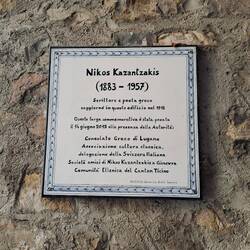 Nikos Kazantzakis
(1883 - 1957)
Scrittore e poeta greco
soggiornò in questo edificio nel 1918
Questa targa commemorativa è stata posata
il 14 giugno 2013 alla presenza delle Autorità:
Consolato Greco di Lugano
Associazione cultura classica,
delegazione della Svizzera Italiana
Società amici di Nikos Kazantzakis Ginevra
Comunità Ellenica del Canton Ticino